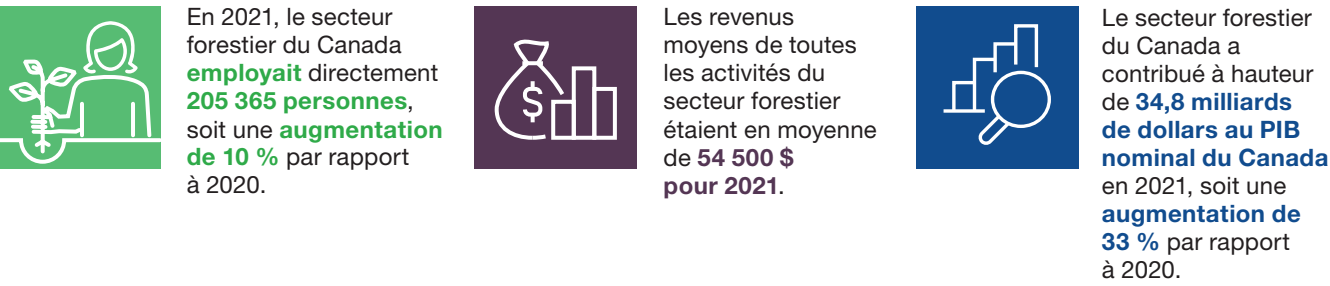 En 2021, le secteur
forestier du Canada
employait directement
205 365 personnes,
soit une augmentation
de 10 % par rapport
à 2020.
$
Les revenus
moyens de toutes
les activités du
secteur forestier
étaient en moyenne
de 54 500 $
pour 2021.
Le secteur forestier
du Canada a
contribué à hauteur
de 34,8 milliards
de dollars au PIB
nominal du Canada
en 2021, soit une
augmentation de
33 % par rapport
à 2020.